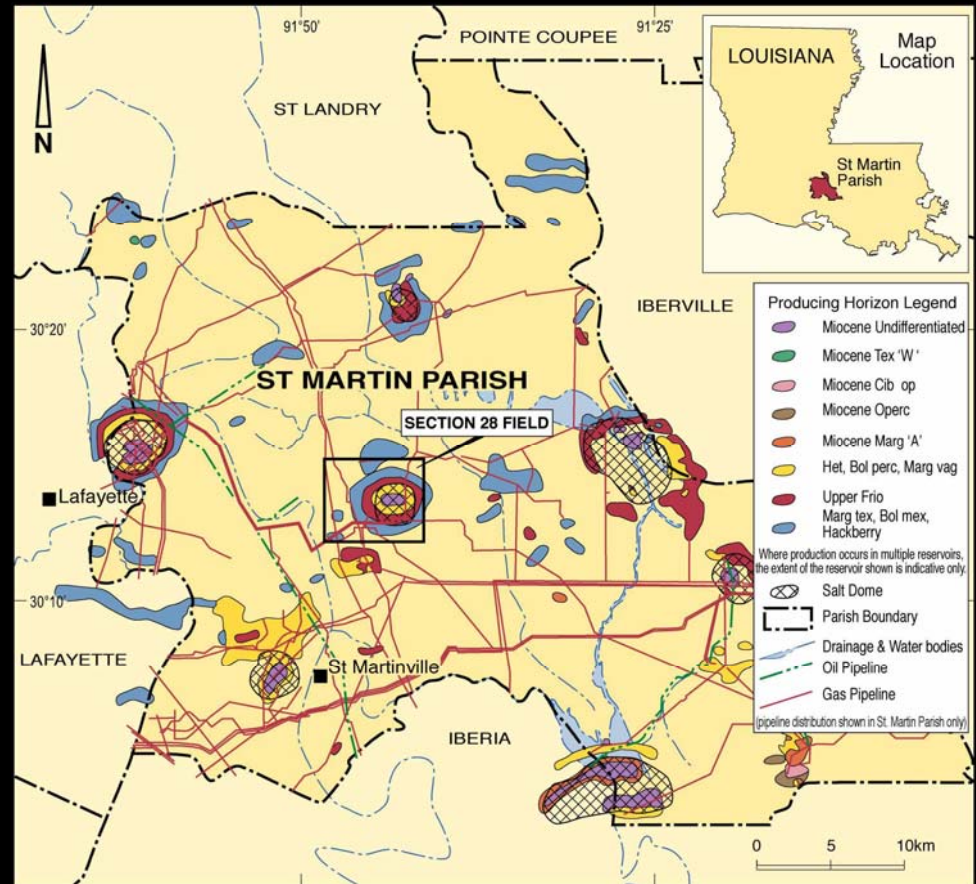 91°50'
91°25'
POINTE COUPEE
LOUISIANA
Map
Location
ST LANDRY
N
St Martin
Parish
IBERVILLE
30°20'
ST MARTIN PARISH
SECTION 28 FIELD
Lafayette
30°10'
LAFAYETTE
St Martinville
IBERIA
Producing Horizon Legend
Miocene Undifferentiated
Miocene Tex 'W'
Miocene Cib op
Miocene Operc
Miocene Marg 'A'
Het, Bol perc, Marg vag
Upper Frio
Marg tex, Bol mex,
Hackberry
Where production occurs in multiple reservoirs,
the extent of the reservoir shown is indicative only.
Salt Dome
Parish Boundary
Drainage & Water bodies
Oil Pipeline
Gas Pipeline
(pipeline distribution shown in St. Martin Parish only)
0 5 10km